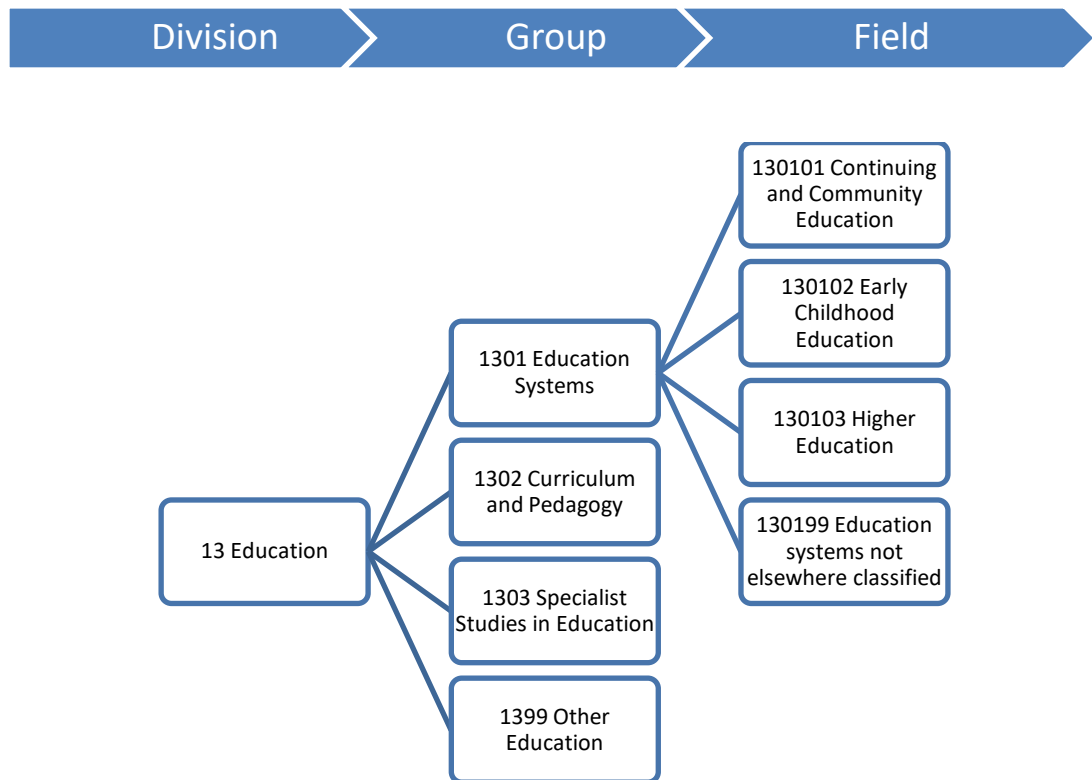 Division
Group
Field
13 Education
1301 Education
Systems
1302 Curriculum
and Pedagogy
1303 Specialist
Studies in Education
1399 Other
Education
130101 Continuing
and Community
Education
130102 Early
Childhood
Education
130103 Higher
Education
130199 Education
systems not
elsewhere classified